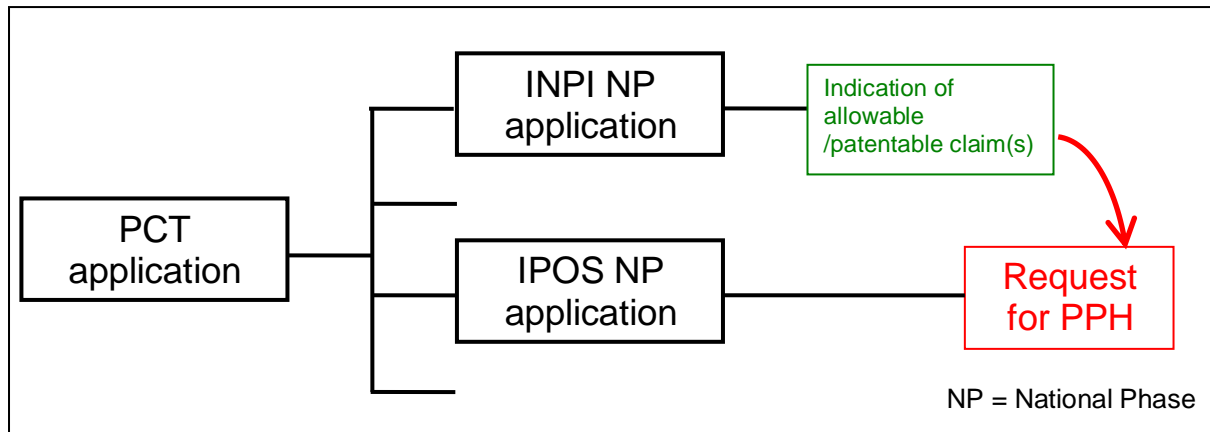 INPI NP
application
Indication of
allowable
/patentable claim(s)
PCT
application
IPOS NP
application
Request
for PPH
NP = National Phase